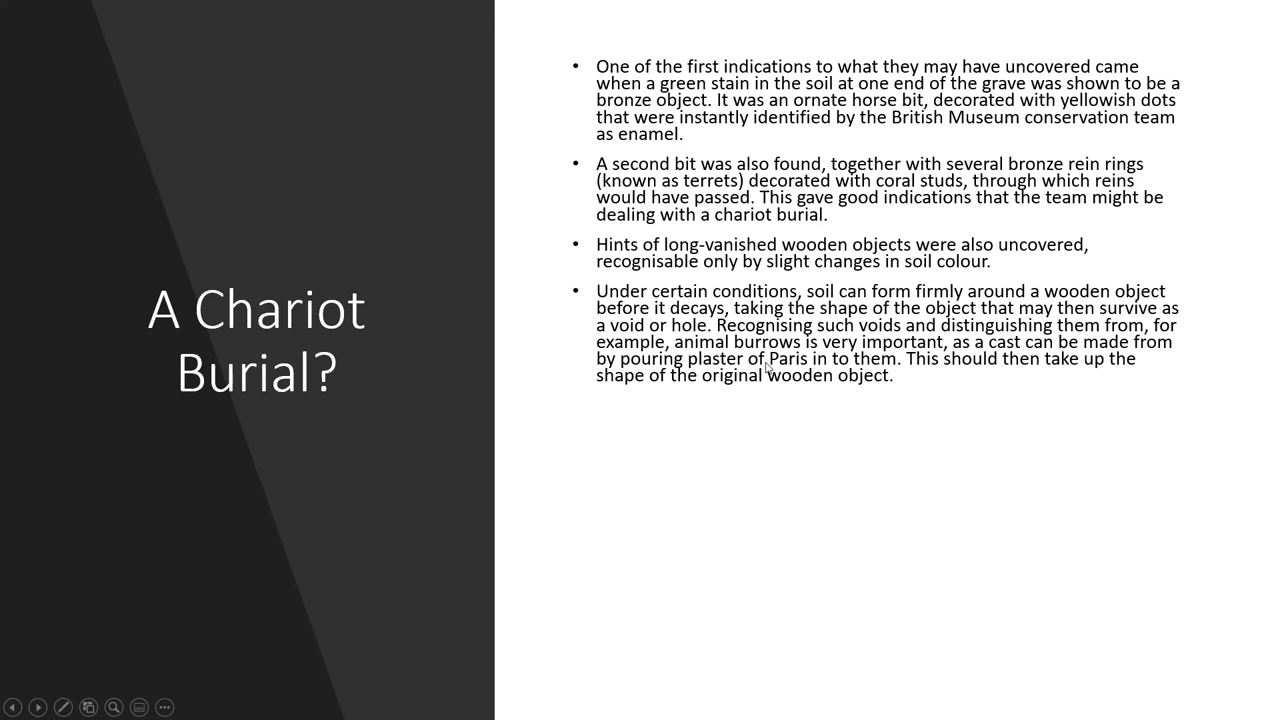 A Chariot
Burial?
• One of the first indications to what they may have uncovered came
when a green stain in the soil at one end of the grave was shown to be a
bronze object. It was an ornate horse bit, decorated with yellowish dots
that were instantly identified by the British Museum conservation team
as enamel.
• A second bit was also found, together with several bronze rein rings
(known as terrets) decorated with coral studs, through which reins
would have passed. This gave good indications that the team might be
dealing with a chariot burial.
• Hints of long-vanished wooden objects were also uncovered,
recognisable only by slight changes in soil colour.
• Under certain conditions, soil can form firmly around a wooden object
before it decays, taking the shape of the object that may then survive as
a void or hole. Recognising such voids and distinguishing them from, for
example, animal burrows is very important, as a cast can be made from
by pouring plaster of Paris in to them. This should then take up the
shape of the original wooden object.